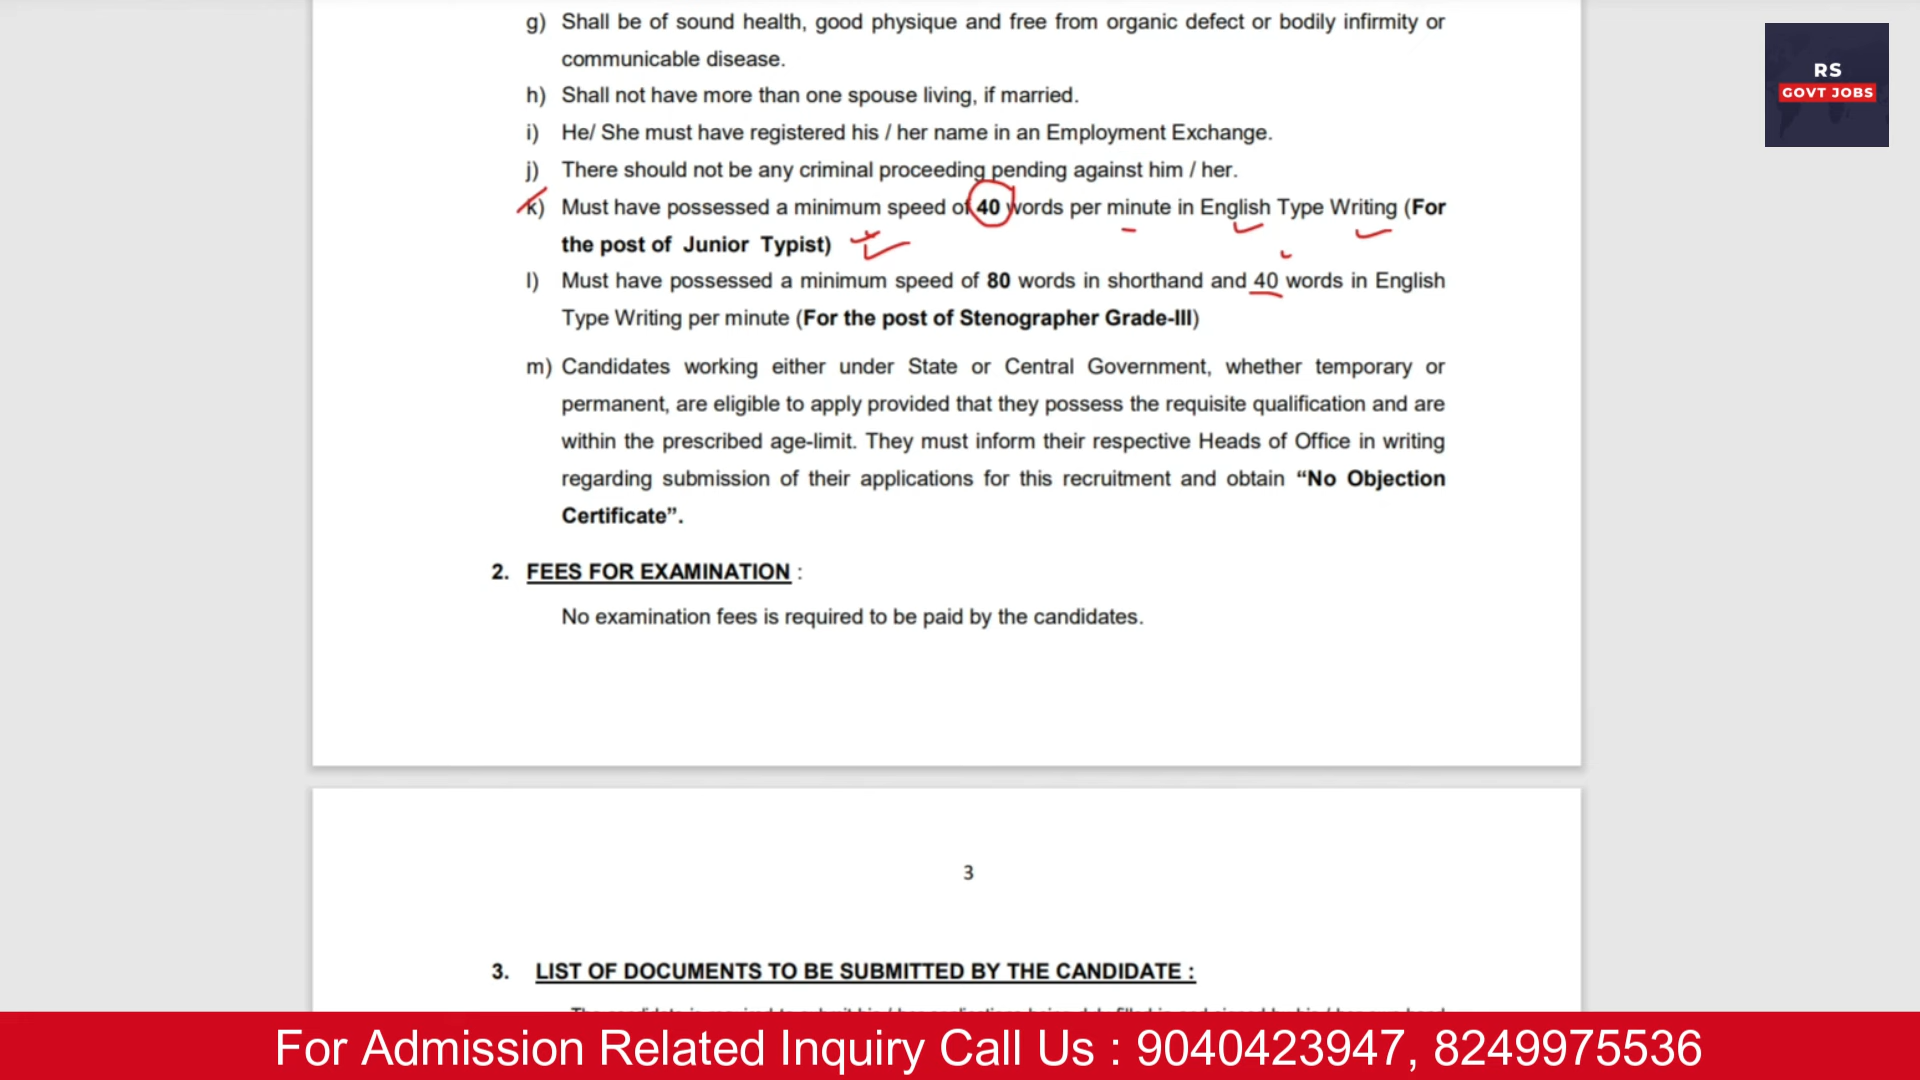 g) Shall be of sound health, good physique and free from organic defect or bodily infirmity or
communicable disease.
h) Shall not have more than one spouse living, if married.
i) He/ She must have registered his / her name in an Employment Exchange.
j) There should not be any criminal proceeding pending against him / her.
k) Must have possessed a minimum speed of 40 words per minute in English Type Writing (For
the post of Junior Typist)
l) Must have possessed a minimum speed of 80 words in shorthand and 40 words in English
Type Writing per minute (For the post of Stenographer Grade-III)
m) Candidates working either under State or Central Government, whether temporary or
permanent, are eligible to apply provided that they possess the requisite qualification and are
within the prescribed age-limit. They must inform their respective Heads of Office in writing
regarding submission of their applications for this recruitment and obtain “No Objection
Certificate”.
2. FEES FOR EXAMINATION :
No examination fees is required to be paid by the candidates.
3
3. LIST OF DOCUMENTS TO BE SUBMITTED BY THE CANDIDATE :
RS
GOVT JOBS
For Admission Related Inquiry Call Us : 9040423947, 8249975536